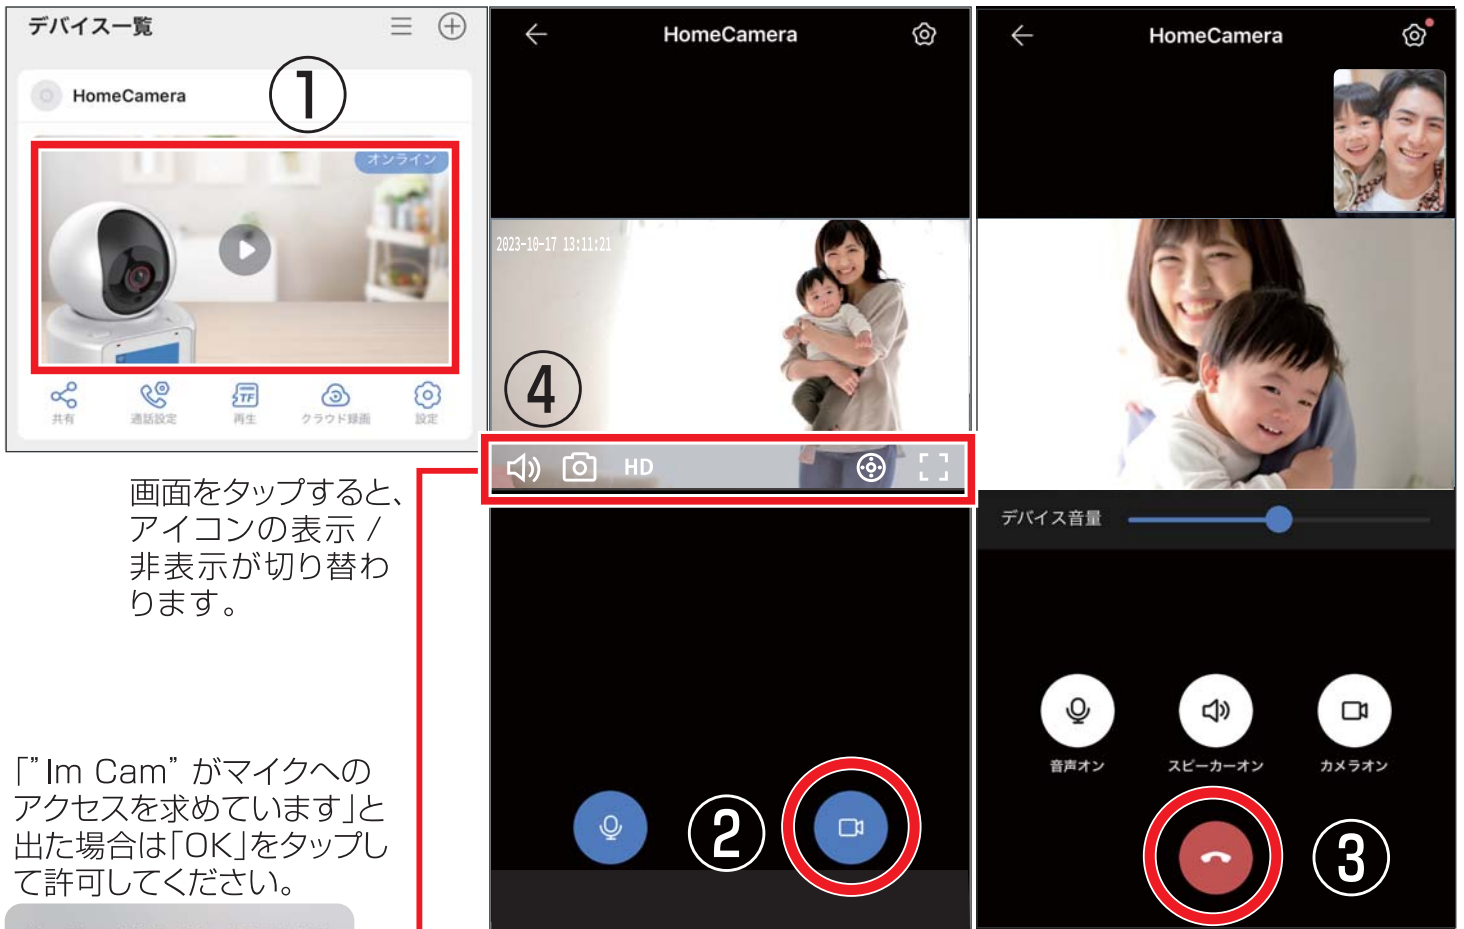 デバイス一覧
①
HomeCamera
オンライン
共有
通話設定
TF
再生
クラウド録画
設定
画面をタップすると、
アイコンの表示 /
非表示が切り替わ
ります。
「”Im Cam” がマイクへの
アクセスを求めています」と
出た場合は「OK」をタップし
て許可してください。
HomeCamera
2023-10-17 13:11:21
④
HD
②
HomeCamera
デバイス音量
音声オン
スピーカーオン
カメラオン
③